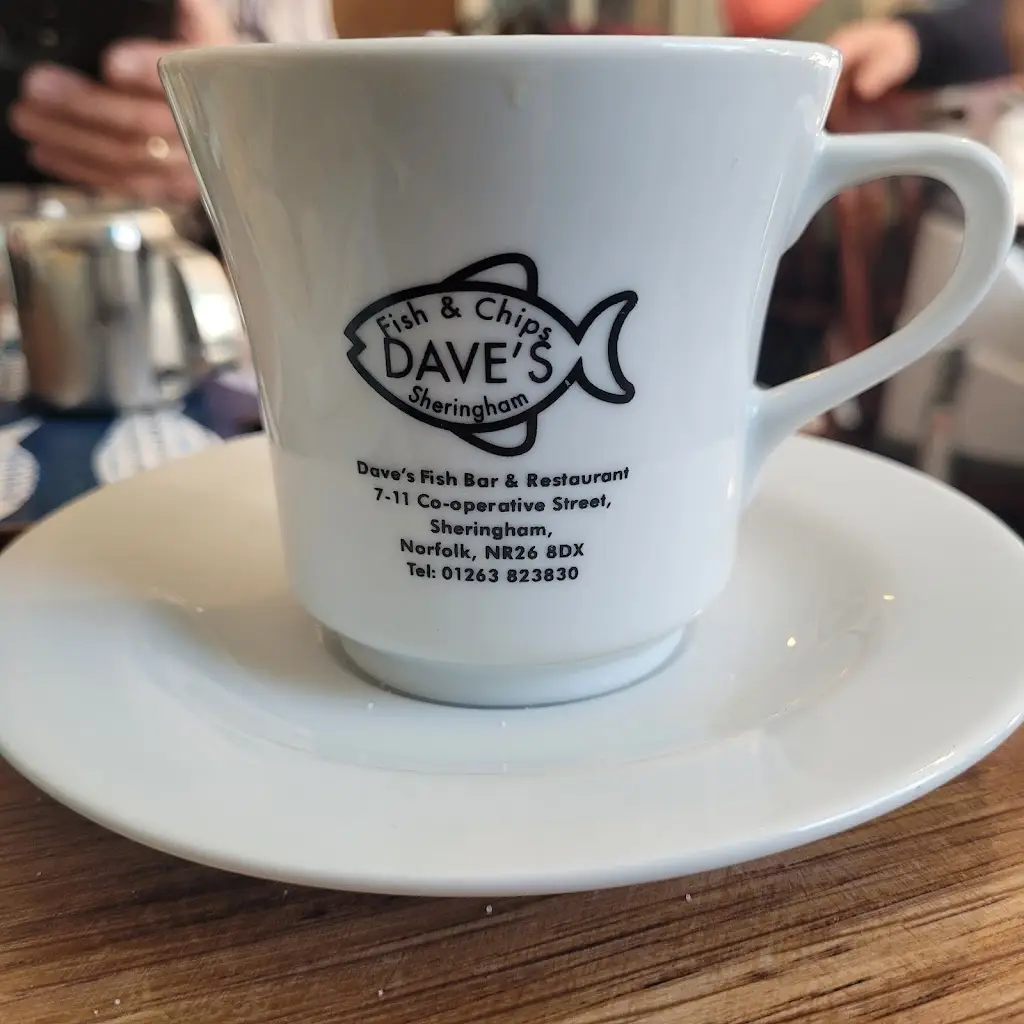 Fish & Chips
DAVE'S
Sheringham
Dave's Fish Bar & Restaurant
7-11 Co-operative Street,
Sheringham,
Norfolk, NR26 8DX
Tel: 01263 823830